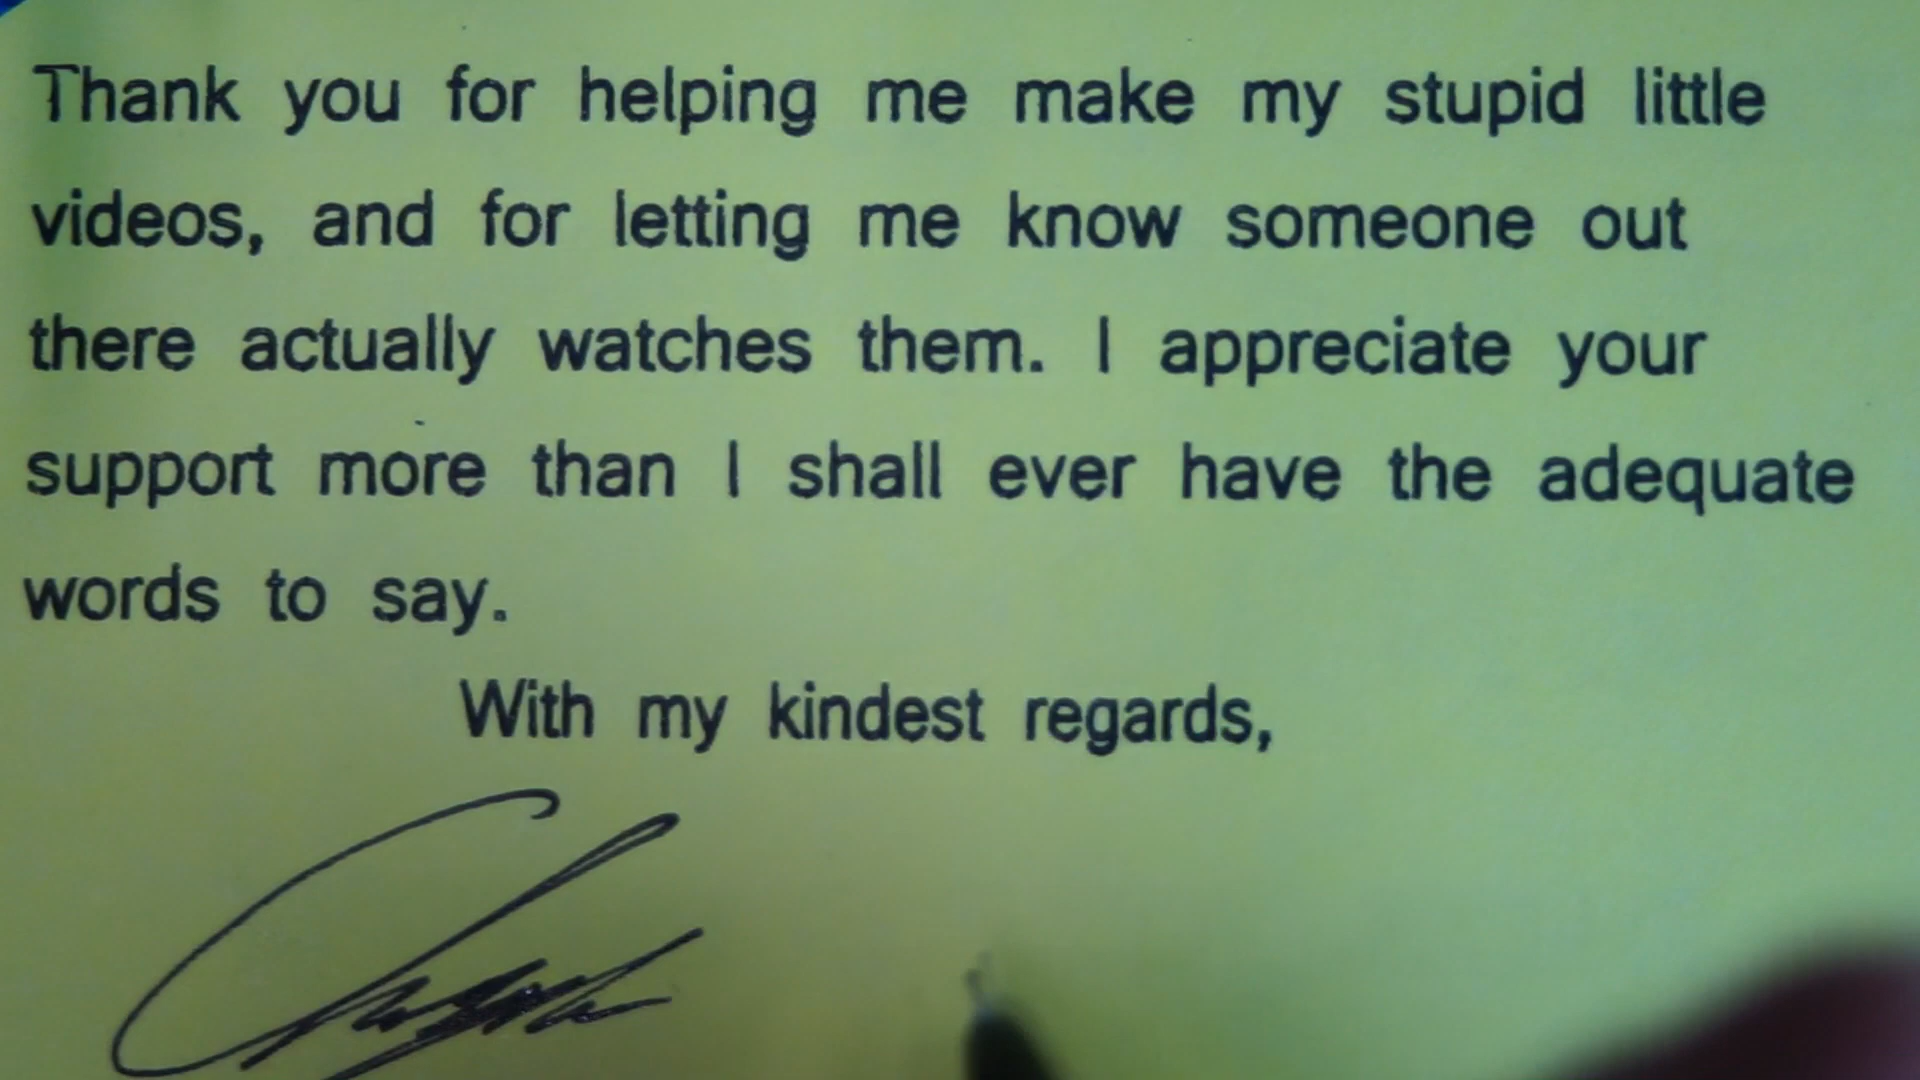 Thank you for helping me make my stupid little
videos, and for letting me know someone out
there actually watches them. I appreciate your
support more than I shall ever have the adequate
words to say.
With my kindest regards,